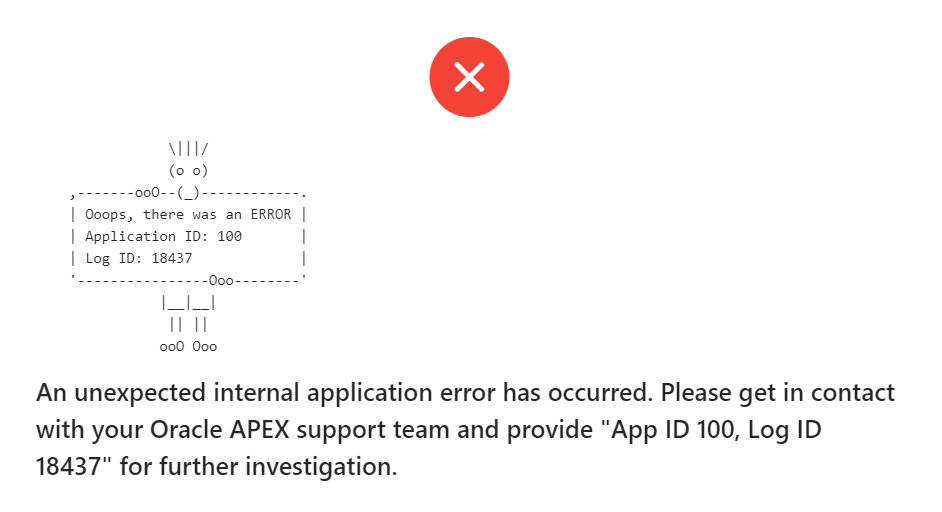 \|||/
(o o)
,-------ooO--(_)------------.
| Ooops, there was an ERROR |
| Application ID: 100       |
| Log ID: 18437             |
'----------------Ooo--------'
|__|__|
|| ||
ooO Ooo
An unexpected internal application error has occurred. Please get in contact
with your Oracle APEX support team and provide "App ID 100, Log ID
18437" for further investigation.